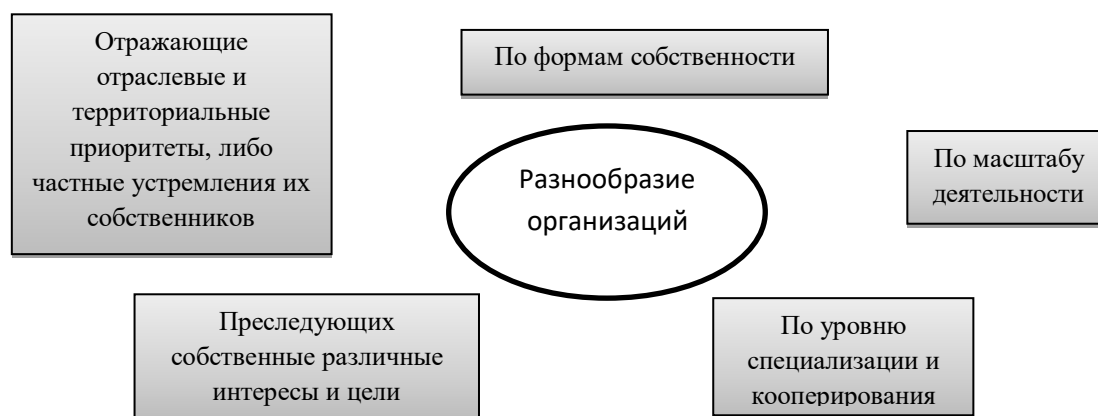 Отражающие
отраслевые и
территориальные
приоритеты, либо
частные устремления их
собственников
По формам собственности
Разнообразие
организаций
По масштабу
деятельности
Преследующих
собственные различные
интересы и цели
По уровню
специализации и
кооперирования